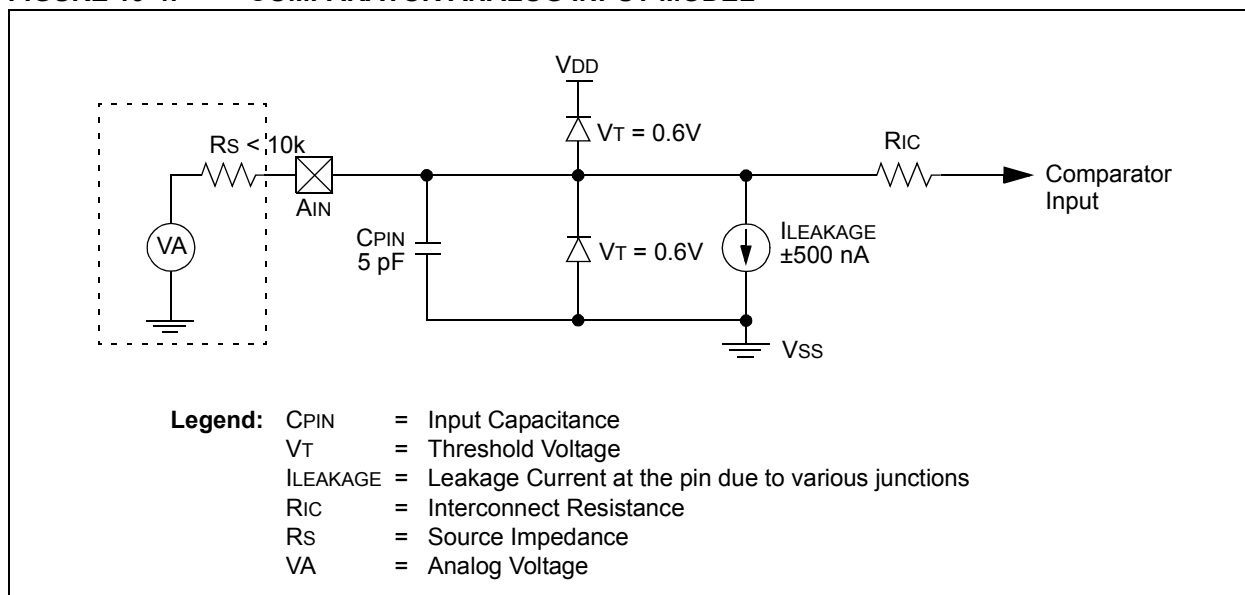 VDD
VT = 0.6V
RS < 10k
RIC
AIN
Comparator
Input
VA
CPIN
5 pF
VT = 0.6V
ILEAKAGE
±500 nA
VSS
Legend: CPIN = Input Capacitance
VT = Threshold Voltage
ILEAKAGE = Leakage Current at the pin due to various junctions
RIC = Interconnect Resistance
RS = Source Impedance
VA = Analog Voltage